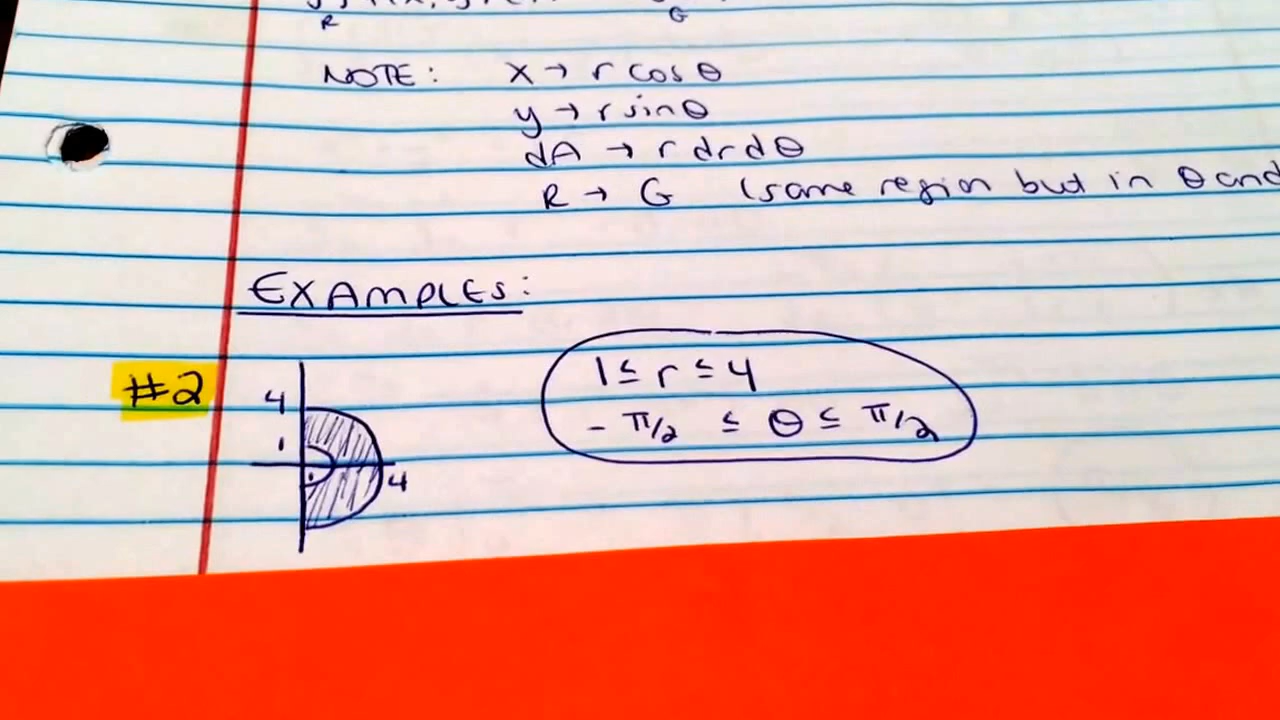 R G
NOTE: x → r cos θ
y → r sin θ
dA → r dr dθ
R → G (same region but in θ and
EXAMPLES:
#2
4
1
4
1 ≤ r ≤ 4
- π/2 ≤ θ ≤ π/2